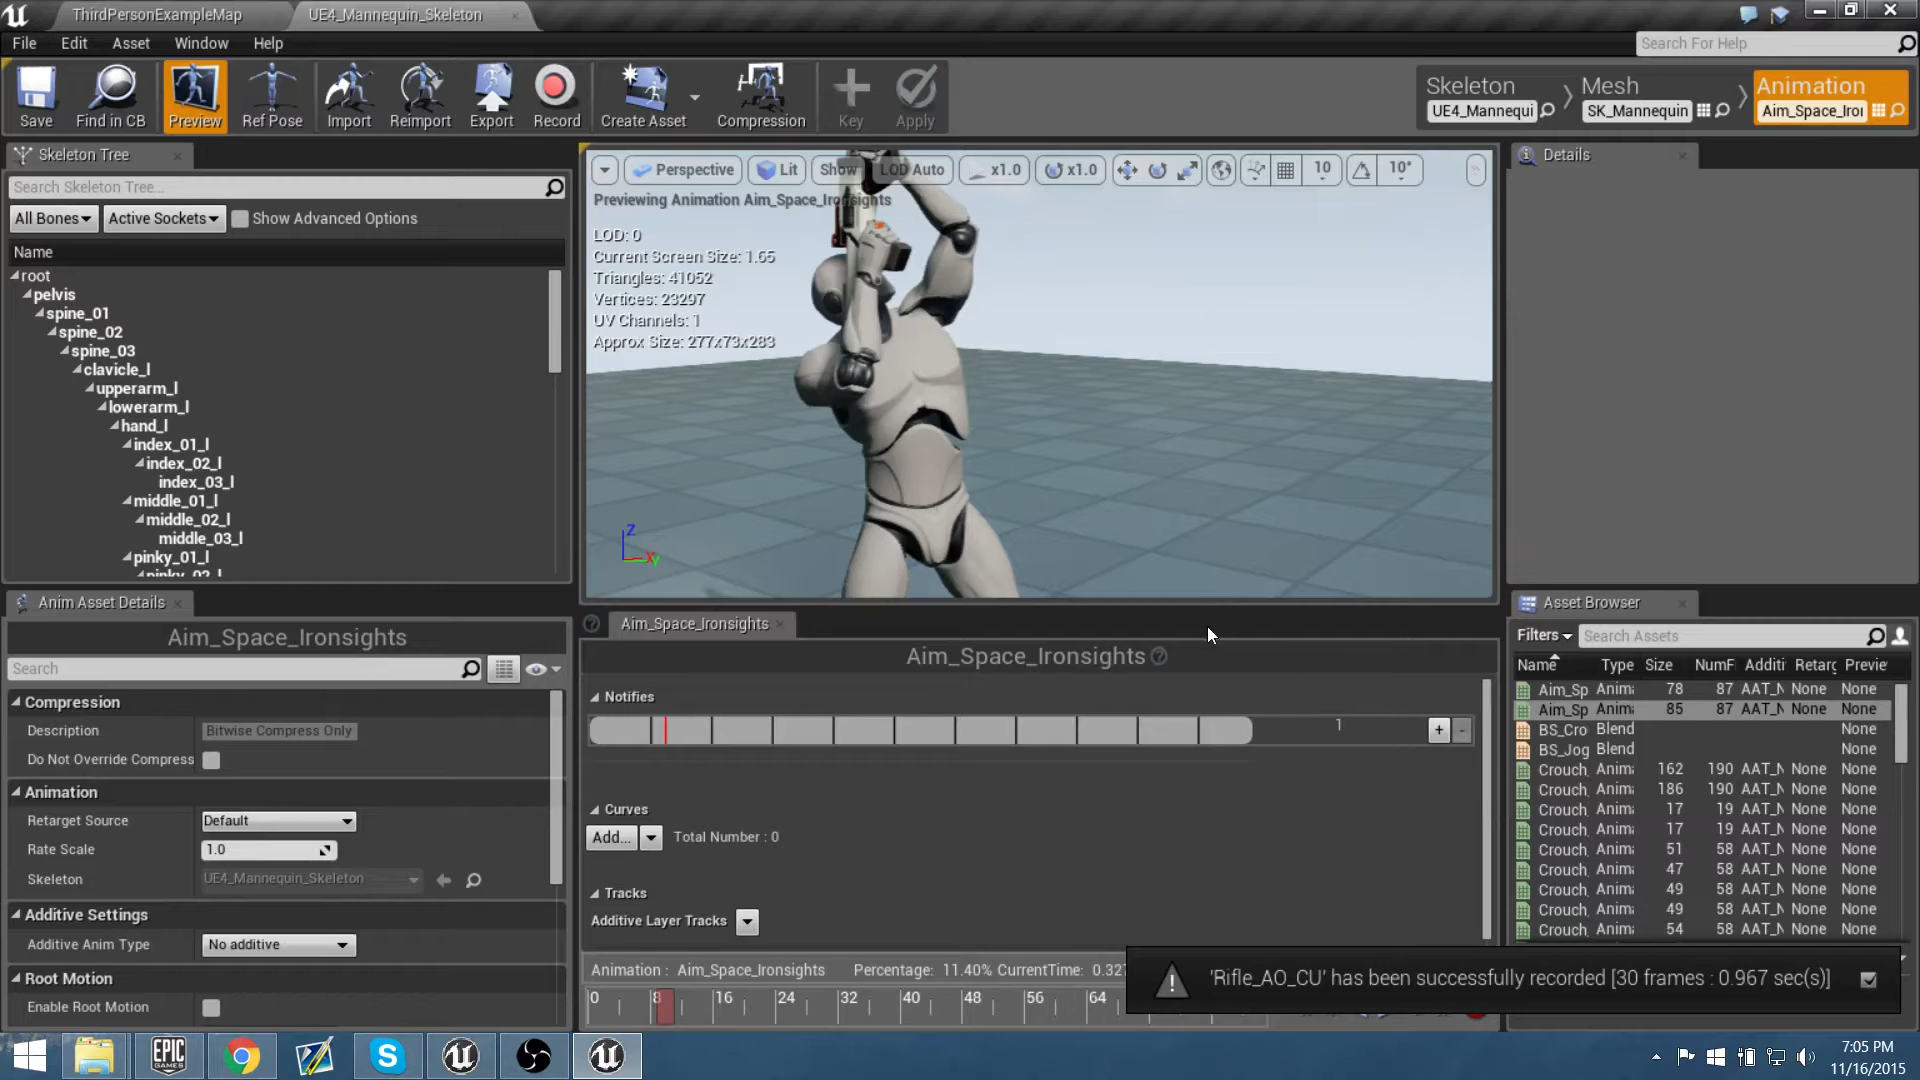 ThirdPersonExampleMap
UE4_Mannequin_Skeleton
File Edit Asset Window Help
Search For Help
Save Find in CB Preview Ref Pose Import Reimport Export Record Create Asset Compression Key Apply
Skeleton Mesh Animation
UE4_Mannequi SK_Mannequin Aim_Space_Iroi
Skeleton Tree
Search Skeleton Tree...
All Bones Active Sockets Show Advanced Options
Name
root
pelvis
spine_01
spine_02
spine_03
clavicle_l
upperarm_l
lowerarm_l
hand_l
index_01_l
index_02_l
index_03_l
middle_01_l
middle_02_l
middle_03_l
pinky_01_l
pinky_02_l
Perspective Lit Show LOD Auto x1.0 x1.0 10 10°
Previewing Animation Aim_Space_Ironsights
LOD: 0
Current Screen Size: 1.65
Triangles: 41052
Vertices: 23297
UV Channels: 1
Approx Size: 277x73x283
Z
X Y
Details
Anim Asset Details
Aim_Space_Ironsights
Search
Compression
Description Bitwise Compress Only
Do Not Override Compress
Animation
Retarget Source Default
Rate Scale 1.0
Skeleton UE4_Mannequin_Skeleton
Additive Settings
Additive Anim Type No additive
Root Motion
Enable Root Motion
Aim_Space_Ironsights
Aim_Space_Ironsights
Notifies
1 + -
Curves
Add... Total Number : 0
Tracks
Additive Layer Tracks
Animation : Aim_Space_Ironsights Percentage: 11.40% CurrentTime: 0.327
0 8 16 24 32 40 48 56 64
Asset Browser
Filters Search Assets
Name Type Size NumF Additi Retarg Previe
Aim_Sp Anima 78 87 AAT_N None None
Aim_Sp Anima 85 87 AAT_N None None
BS_Cro Blend None
BS_Jog Blend None
Crouch_ Anima 162 190 AAT_N None None
Crouch_ Anima 186 190 AAT_N None None
Crouch_ Anima 17 19 AAT_N None None
Crouch_ Anima 17 19 AAT_N None None
Crouch_ Anima 51 58 AAT_N None None
Crouch_ Anima 47 58 AAT_N None None
Crouch_ Anima 49 58 AAT_N None None
Crouch_ Anima 49 58 AAT_N None None
Crouch_ Anima 54 58 AAT_N None None
'Rifle_AO_CU' has been successfully recorded [30 frames : 0.967 sec(s)]
EPIC GAMES
7:05 PM
11/16/2015